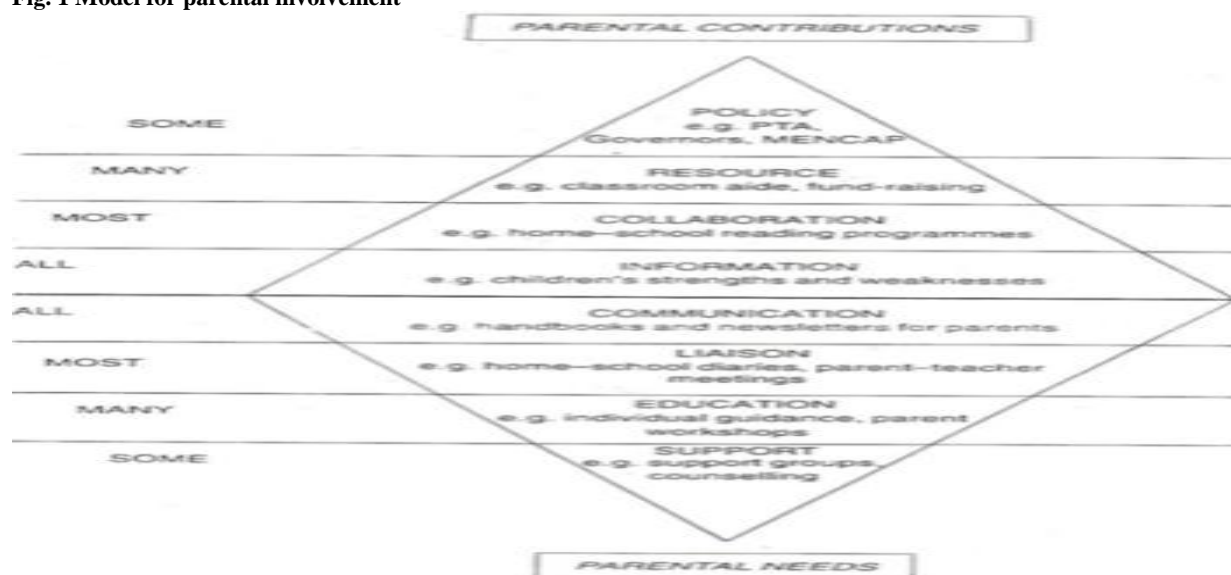 Fig. 1 Model for parental involvement
PARENTAL CONTRIBUTIONS
SOME
POLICY
e.g. PTA,
Governors, MENCAP
MANY
RESOURCE
e.g. classroom aide, fund-raising
MOST
COLLABORATION
e.g. home–school reading programmes
ALL
INFORMATION
e.g. children's strengths and weaknesses
ALL
COMMUNICATION
e.g. handbooks and newsletters for parents
MOST
LIAISON
e.g. home–school diaries, parent–teacher
meetings
MANY
EDUCATION
e.g. individual guidance, parent
workshops
SOME
SUPPORT
e.g. support groups,
counselling
PARENTAL NEEDS